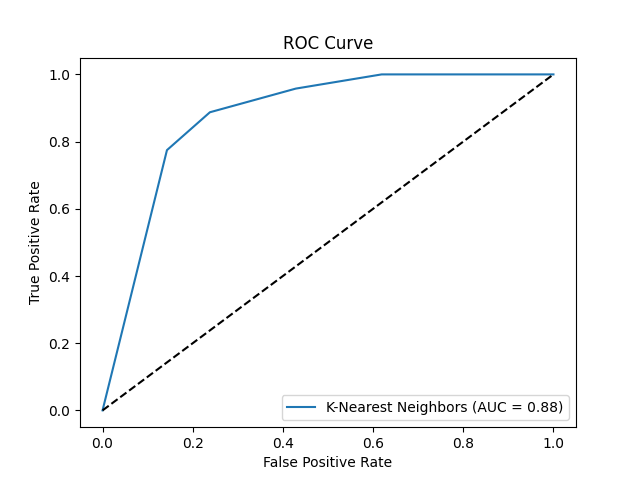 ROC Curve
True Positive Rate
1.0
0.8
0.6
0.4
0.2
0.0
0.0 0.2 0.4 0.6 0.8 1.0
False Positive Rate
K-Nearest Neighbors (AUC = 0.88)